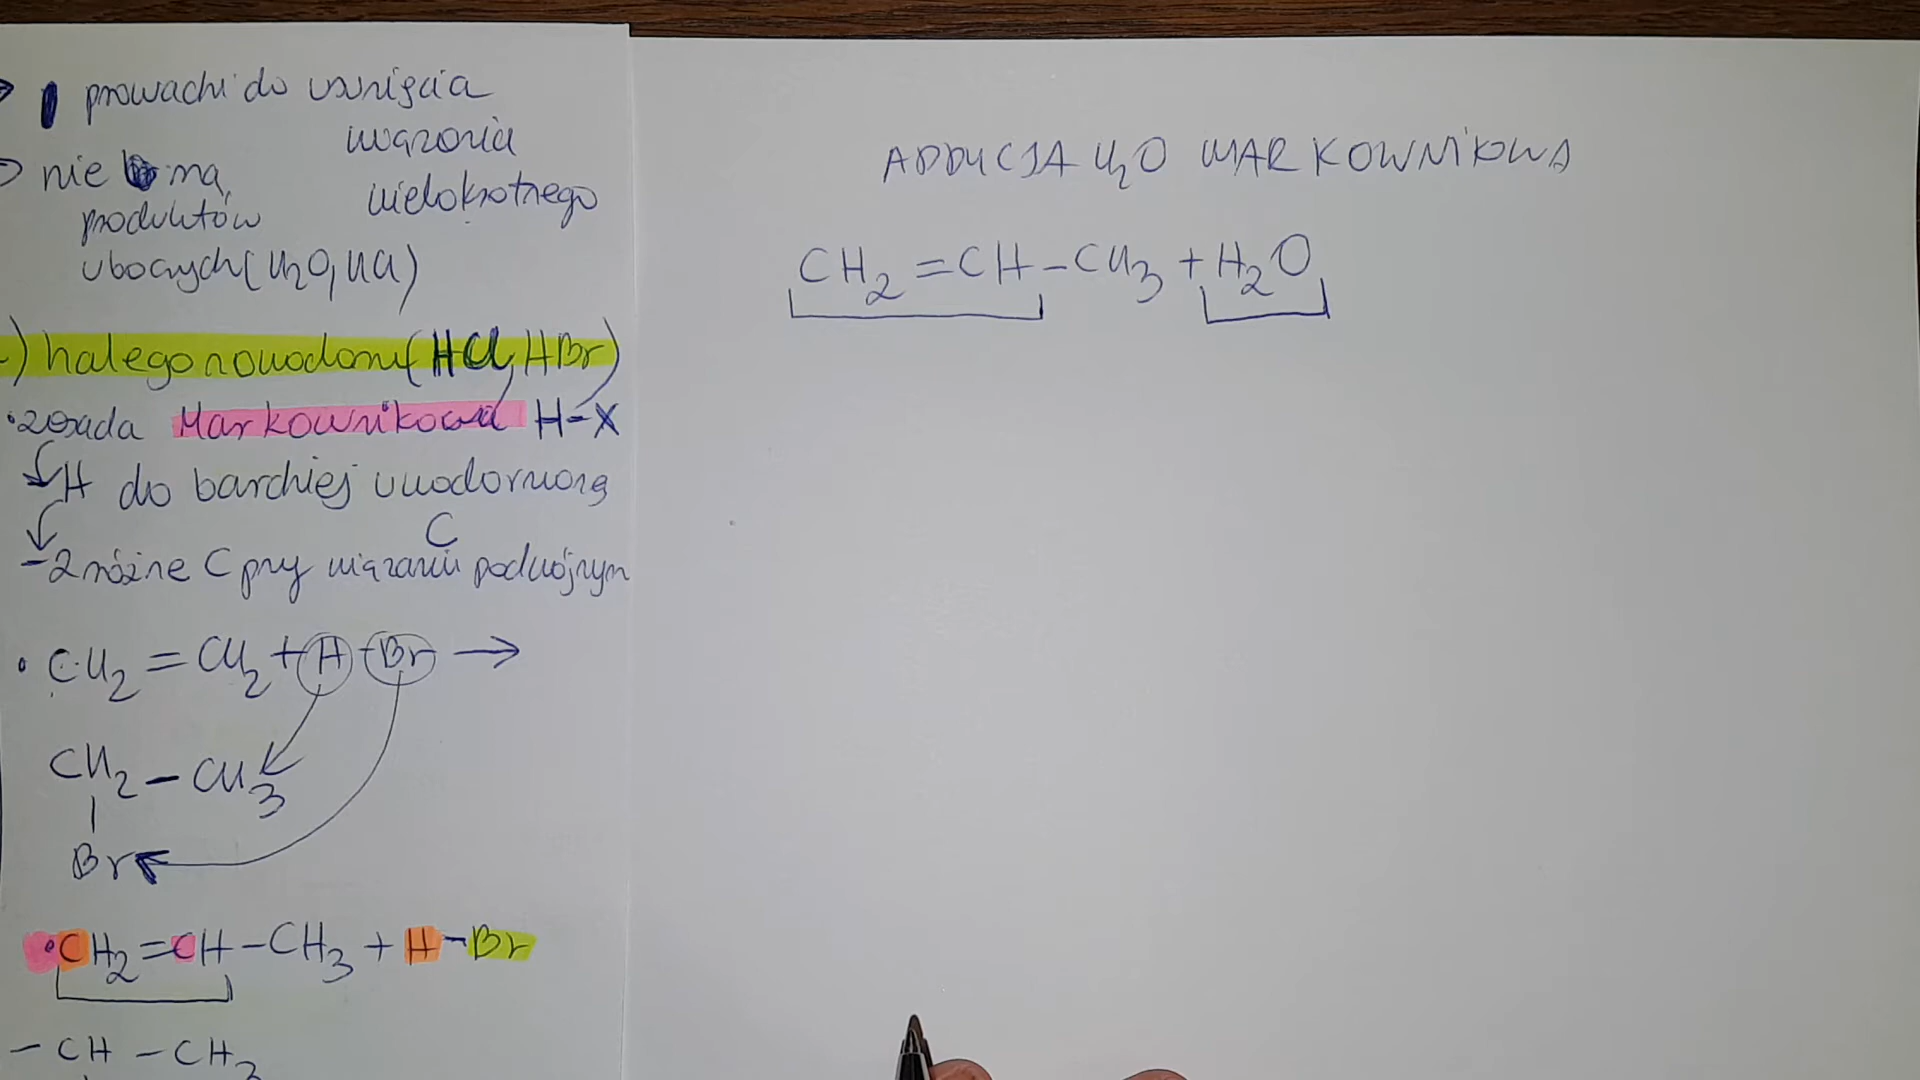 prowadzi do usunięcia
wiązania
nie ma
wielokrotnego
produktów
ubocznych (H2O, HCl)
halogenowodoru (HCl, HBr)
•zasada Markownikowa H-X
H do bardziej uwodornionego
C
-2 różne C przy wiązaniu podwójnym
• CH2=CH2+H-Br →
CH2-CH3
Br
•CH2=CH-CH3+H-Br
-CH-CH3
ADDYCJA H2O MARKOWNIKOWA
CH2=CH-CH3+H2O